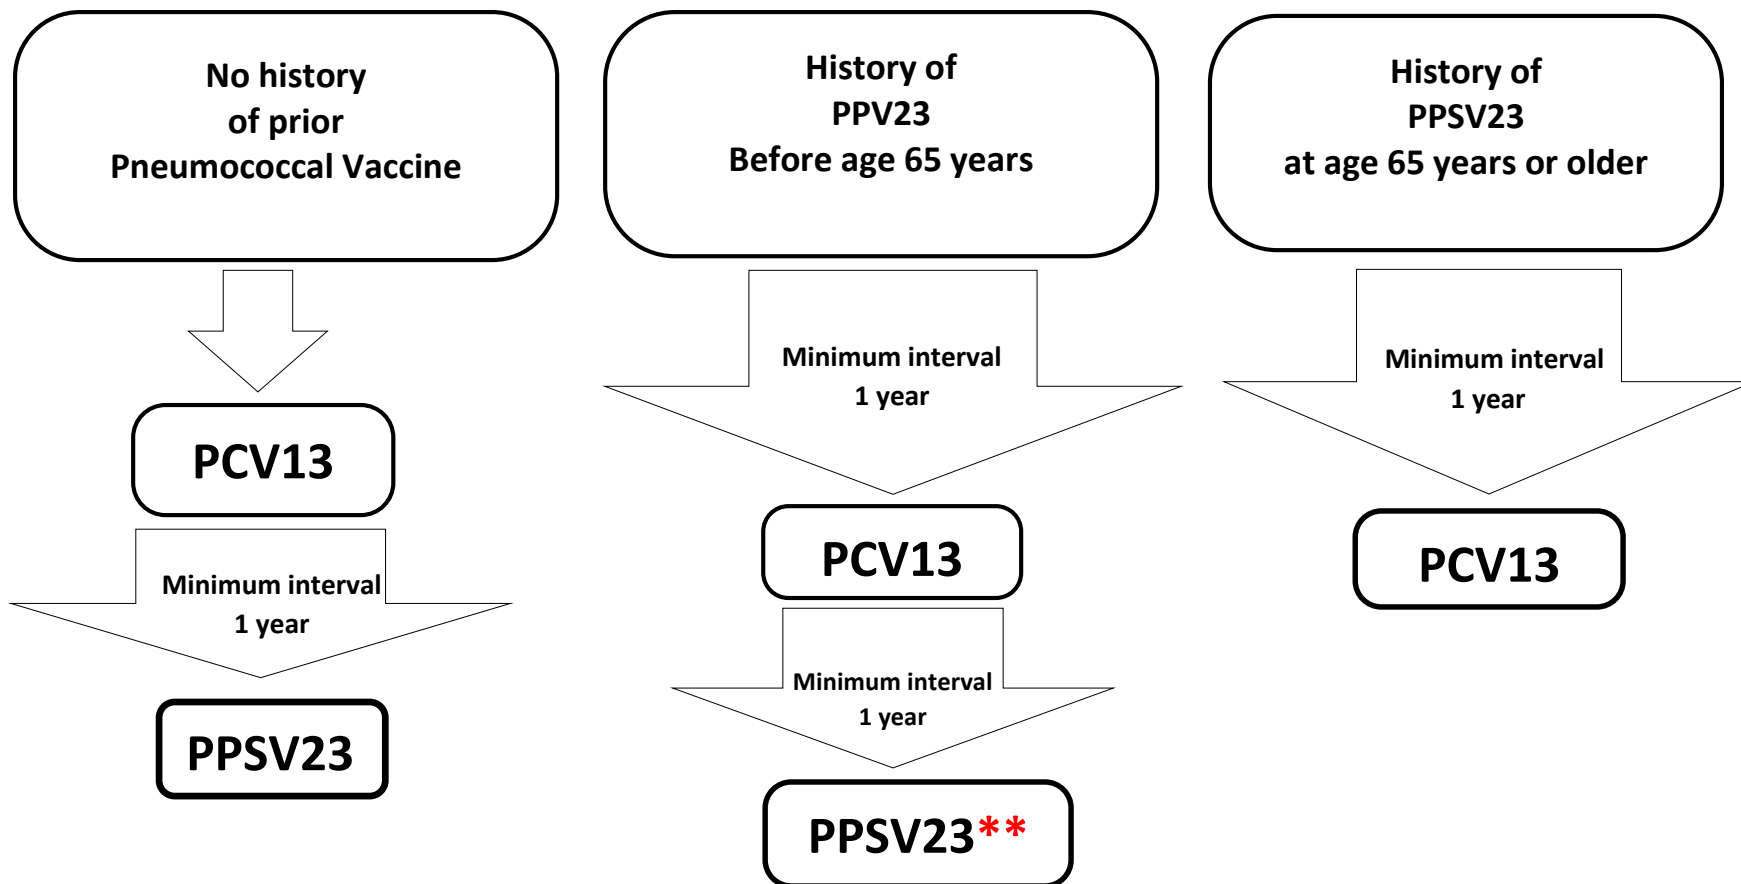 No history
of prior
Pneumococcal Vaccine
PCV13
Minimum interval
1 year
PPSV23
History of
PPV23
Before age 65 years
Minimum interval
1 year
PCV13
Minimum interval
1 year
PPSV23**
History of
PPSV23
at age 65 years or older
Minimum interval
1 year
PCV13